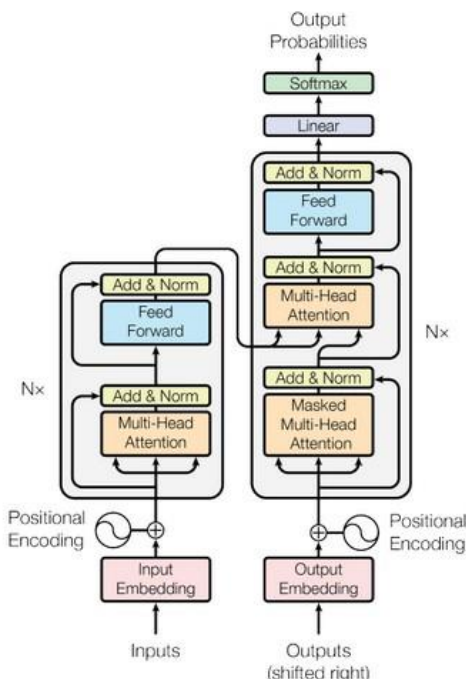 Output
Probabilities
Softmax
Linear
Add & Norm
Feed
Forward
Add & Norm
Multi-Head
Attention
Nx
Add & Norm
Masked
Multi-Head
Attention
Positional
Encoding
Output
Embedding
Outputs
(shifted right)
Add & Norm
Feed
Forward
Nx
Add & Norm
Multi-Head
Attention
Positional
Encoding
Input
Embedding
Inputs